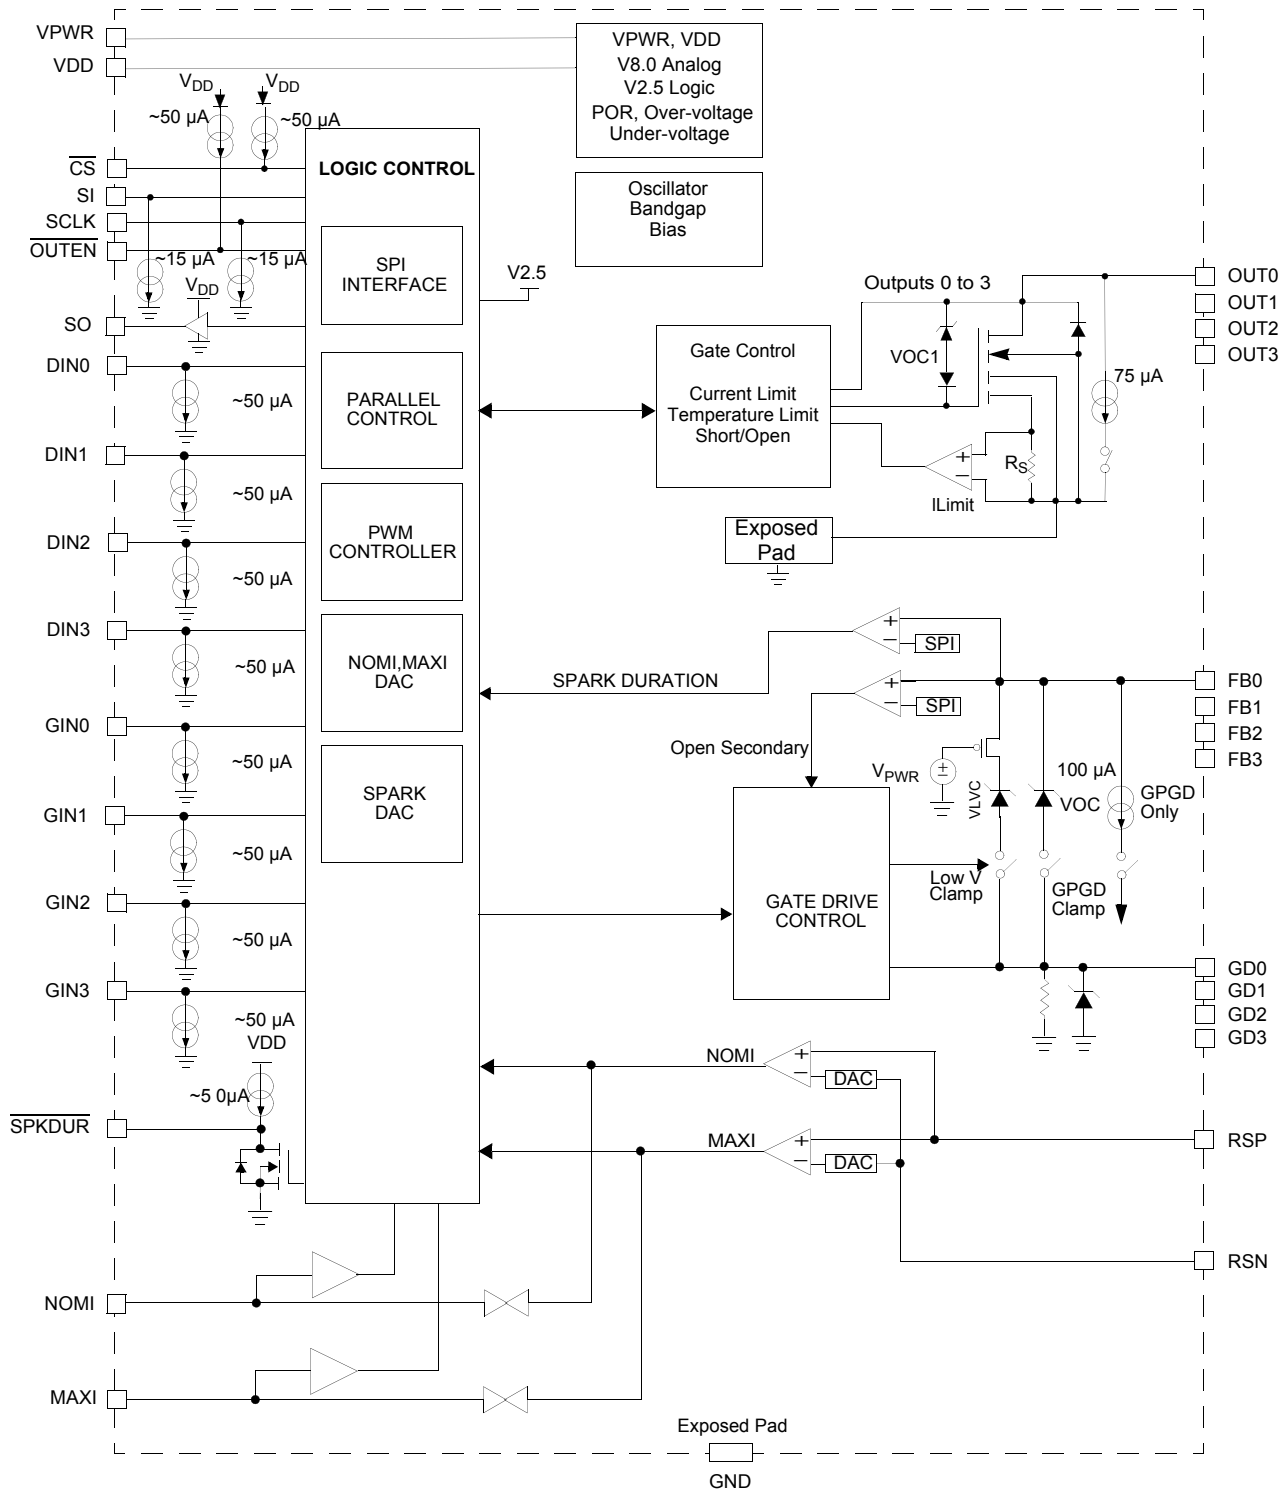 VPWR
VDD
VPWR, VDD
V8.0 Analog
V2.5 Logic
POR, Over-voltage
Under-voltage
VDD
VDD
~50 µA
~50 µA
LOGIC CONTROL
CS
SI
SCLK
OUTEN
~15 µA
~15 µA
VDD
SO
SPI
INTERFACE
V2.5
Oscillator
Bandgap
Bias
Outputs 0 to 3
OUT0
OUT1
OUT2
OUT3
Gate Control
Current Limit
Temperature Limit
Short/Open
VOC1
75 µA
+
−
RS
ILimit
Exposed
Pad
DIN0
~50 µA
PARALLEL
CONTROL
DIN1
~50 µA
PWM
CONTROLLER
DIN2
~50 µA
DIN3
~50 µA
NOMI,MAXI
DAC
SPARK DURATION
+
−
SPI
+
−
SPI
FB0
FB1
FB2
FB3
Open Secondary
VPWR
±
VLVC
100 µA
VOC
GPGD
Only
GIN0
~50 µA
SPARK
DAC
GIN1
~50 µA
Low V
Clamp
GPGD
Clamp
GATE DRIVE
CONTROL
GIN2
~50 µA
GIN3
~50 µA
GD0
GD1
GD2
GD3
VDD
~5 0µA
SPKDUR
NOMI
+
−
DAC
MAXI
+
−
DAC
RSP
RSN
NOMI
MAXI
Exposed Pad
GND